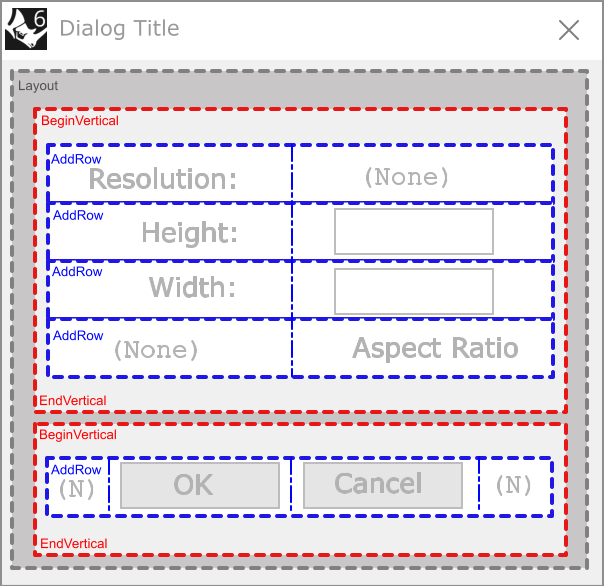 6 Dialog Title
Layout
BeginVertical
AddRow
Resolution: (None)
AddRow
Height:
AddRow
Width:
AddRow
(None) Aspect Ratio
EndVertical
BeginVertical
AddRow
(N) OK Cancel (N)
EndVertical